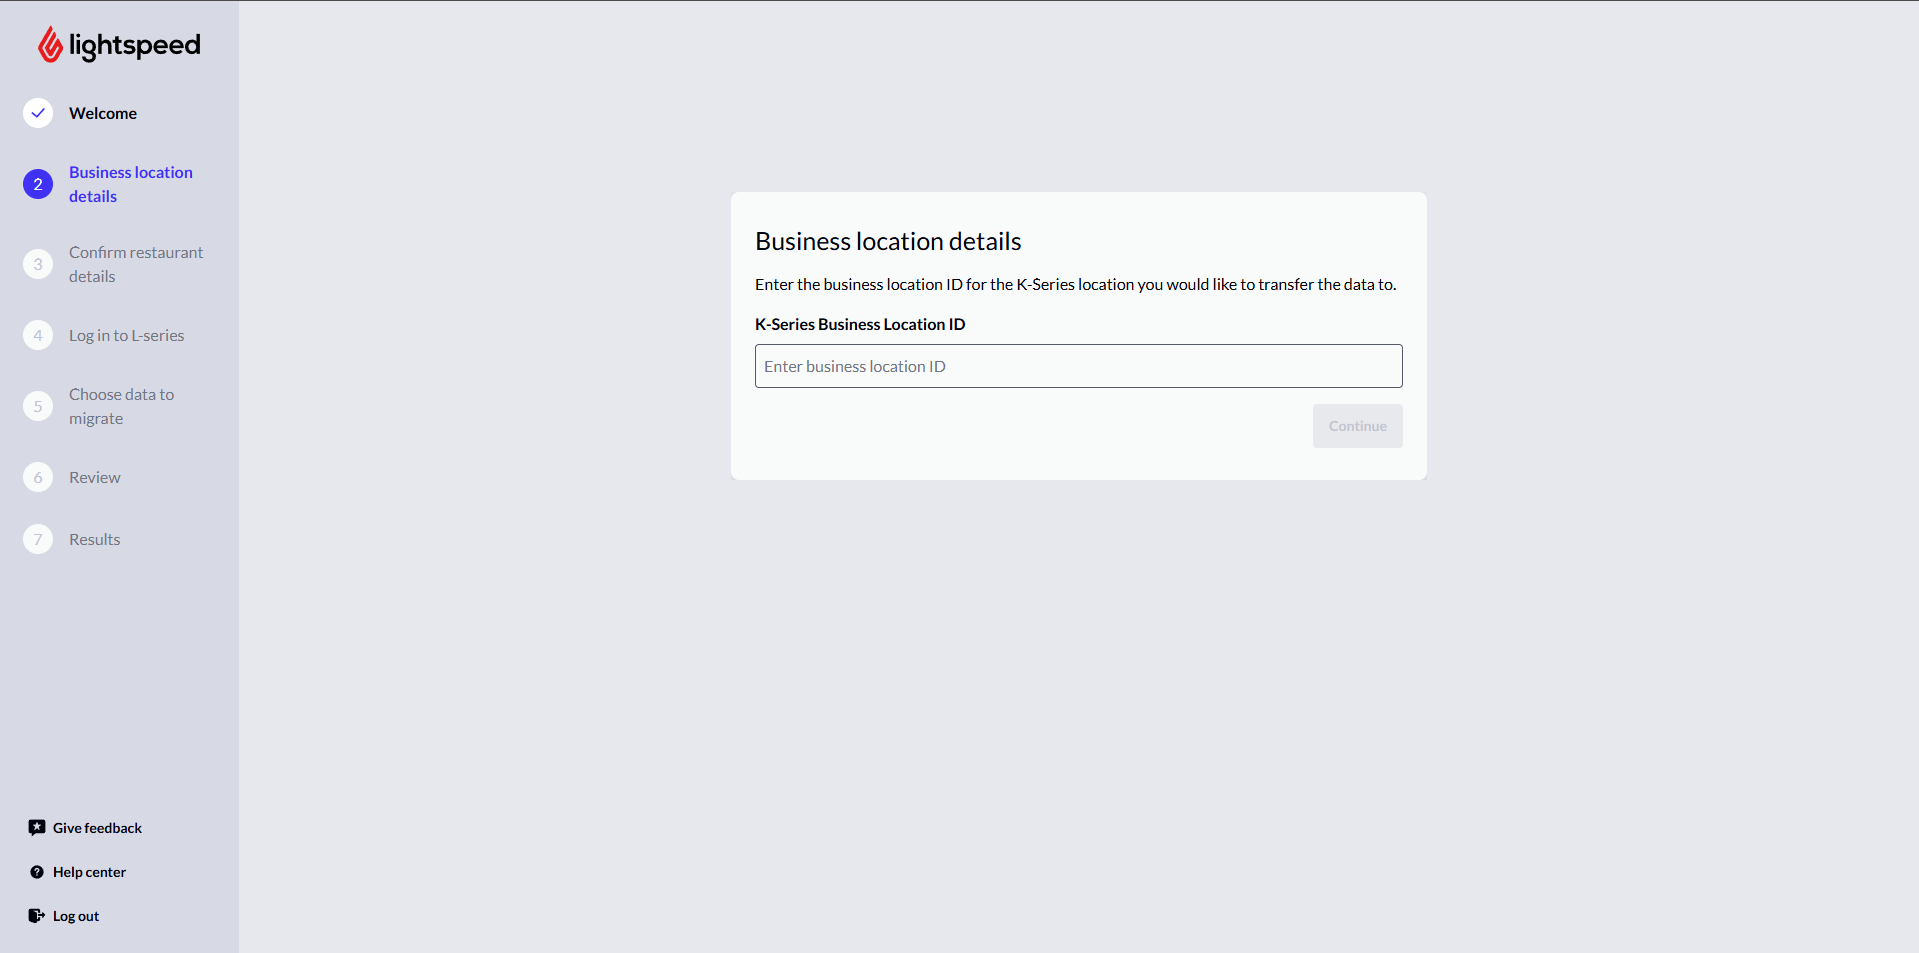 lightspeed
Welcome
2
Business location
details
3
Confirm restaurant
details
4
Log in to L-series
5
Choose data to
migrate
6
Review
7
Results
Give feedback
Help center
Log out
Business location details
Enter the business location ID for the K-Series location you would like to transfer the data to.
K-Series Business Location ID
Enter business location ID
Continue